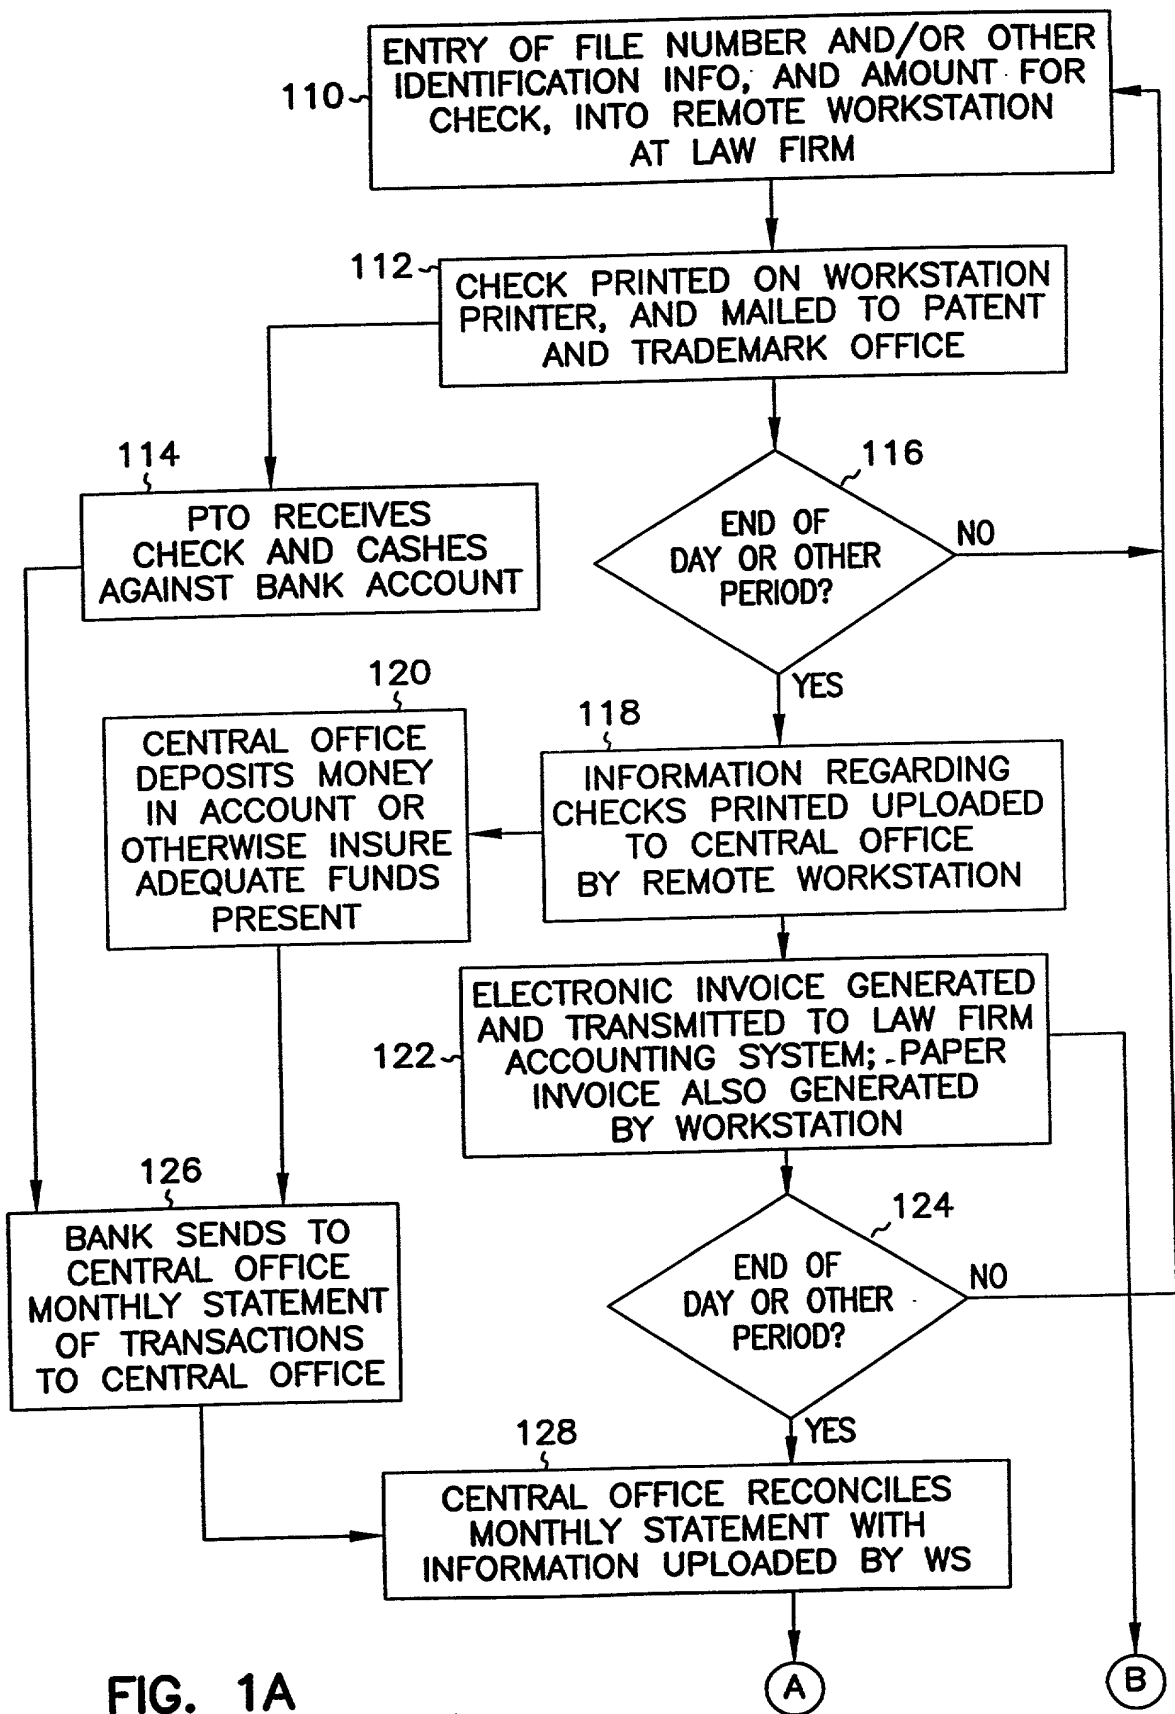 110
ENTRY OF FILE NUMBER AND/OR OTHER
IDENTIFICATION INFO, AND AMOUNT FOR
CHECK, INTO REMOTE WORKSTATION
AT LAW FIRM
112
CHECK PRINTED ON WORKSTATION
PRINTER, AND MAILED TO PATENT
AND TRADEMARK OFFICE
114
PTO RECEIVES
CHECK AND CASHES
AGAINST BANK ACCOUNT
116
END OF
DAY OR OTHER
PERIOD?
NO
YES
118
INFORMATION REGARDING
CHECKS PRINTED UPLOADED
TO CENTRAL OFFICE
BY REMOTE WORKSTATION
120
CENTRAL OFFICE
DEPOSITS MONEY
IN ACCOUNT OR
OTHERWISE INSURE
ADEQUATE FUNDS
PRESENT
122
ELECTRONIC INVOICE GENERATED
AND TRANSMITTED TO LAW FIRM
ACCOUNTING SYSTEM; PAPER
INVOICE ALSO GENERATED
BY WORKSTATION
124
END OF
DAY OR OTHER
PERIOD?
NO
YES
126
BANK SENDS TO
CENTRAL OFFICE
MONTHLY STATEMENT
OF TRANSACTIONS
TO CENTRAL OFFICE
128
CENTRAL OFFICE RECONCILES
MONTHLY STATEMENT WITH
INFORMATION UPLOADED BY WS
A
B
FIG. 1A